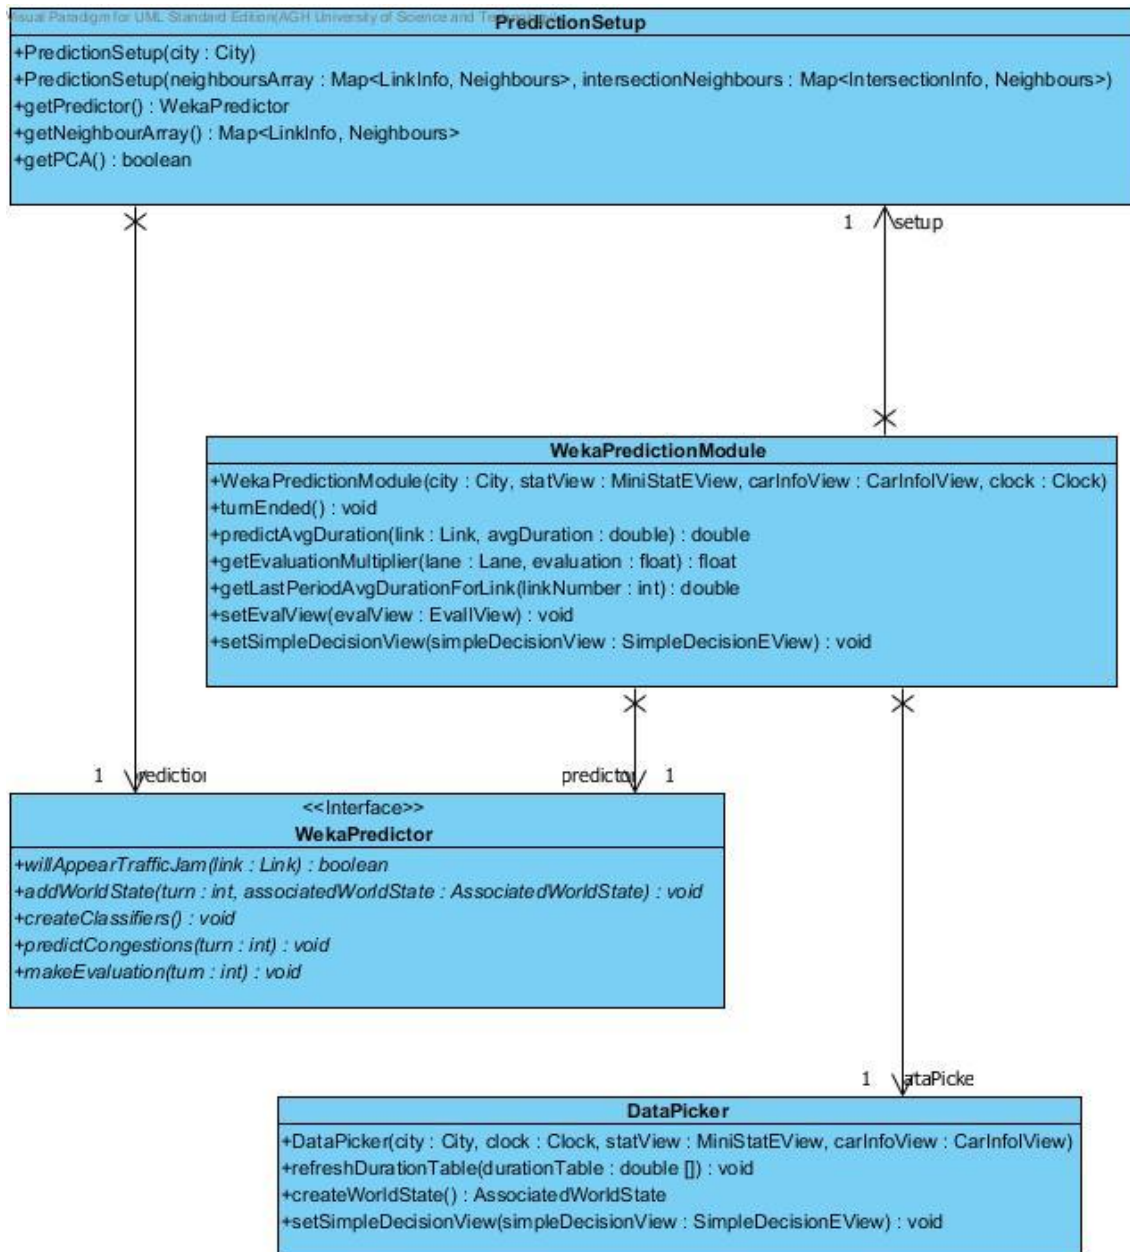 Visual Paradigm for UML Standard Edition(AGH University of Science and
PredictionSetup
+PredictionSetup(city : City)
+PredictionSetup(neighboursArray : Map<LinkInfo, Neighbours>, intersectionNeighbours : Map<IntersectionInfo, Neighbours>)
+getPredictor() : WekaPredictor
+getNeighbourArray() : Map<LinkInfo, Neighbours>
+getPCA() : boolean
1 setup
WekaPredictionModule
+WekaPredictionModule(city : City, statView : MiniStatEView, carInfoView : CarInfoIView, clock : Clock)
+turnEnded() : void
+predictAvgDuration(link : Link, avgDuration : double) : double
+getEvaluationMultiplier(lane : Lane, evaluation : float) : float
+getLastPeriodAvgDurationForLink(linkNumber : int) : double
+setEvalView(evalView : EvalIView) : void
+setSimpleDecisionView(simpleDecisionView : SimpleDecisionEView) : void
1 redictior predicto 1
<<Interface>>
WekaPredictor
+willAppearTrafficJam(link : Link) : boolean
+addWorldState(turn : int, associatedWorldState : AssociatedWorldState) : void
+createClassifiers() : void
+predictCongestions(turn : int) : void
+makeEvaluation(turn : int) : void
1 ataPicke
DataPicker
+DataPicker(city : City, clock : Clock, statView : MiniStatEView, carInfoView : CarInfoIView)
+refreshDurationTable(durationTable : double []) : void
+createWorldState() : AssociatedWorldState
+setSimpleDecisionView(simpleDecisionView : SimpleDecisionEView) : void